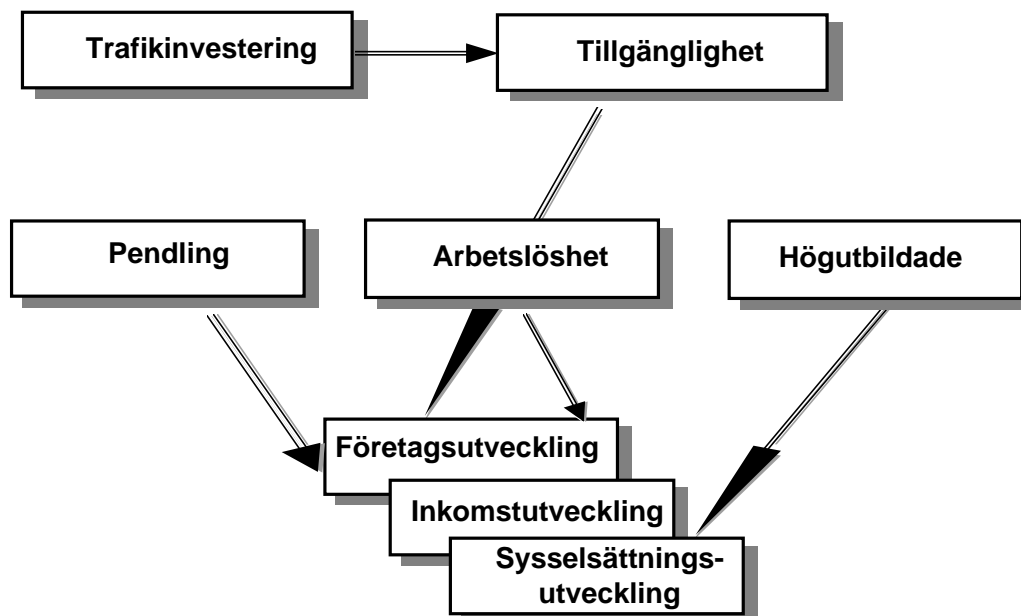 Trafikinvestering
Tillgänglighet
Pendling
Arbetslöshet
Högutbildade
Företagsutveckling
Inkomstutveckling
Sysselsättnings-
utveckling